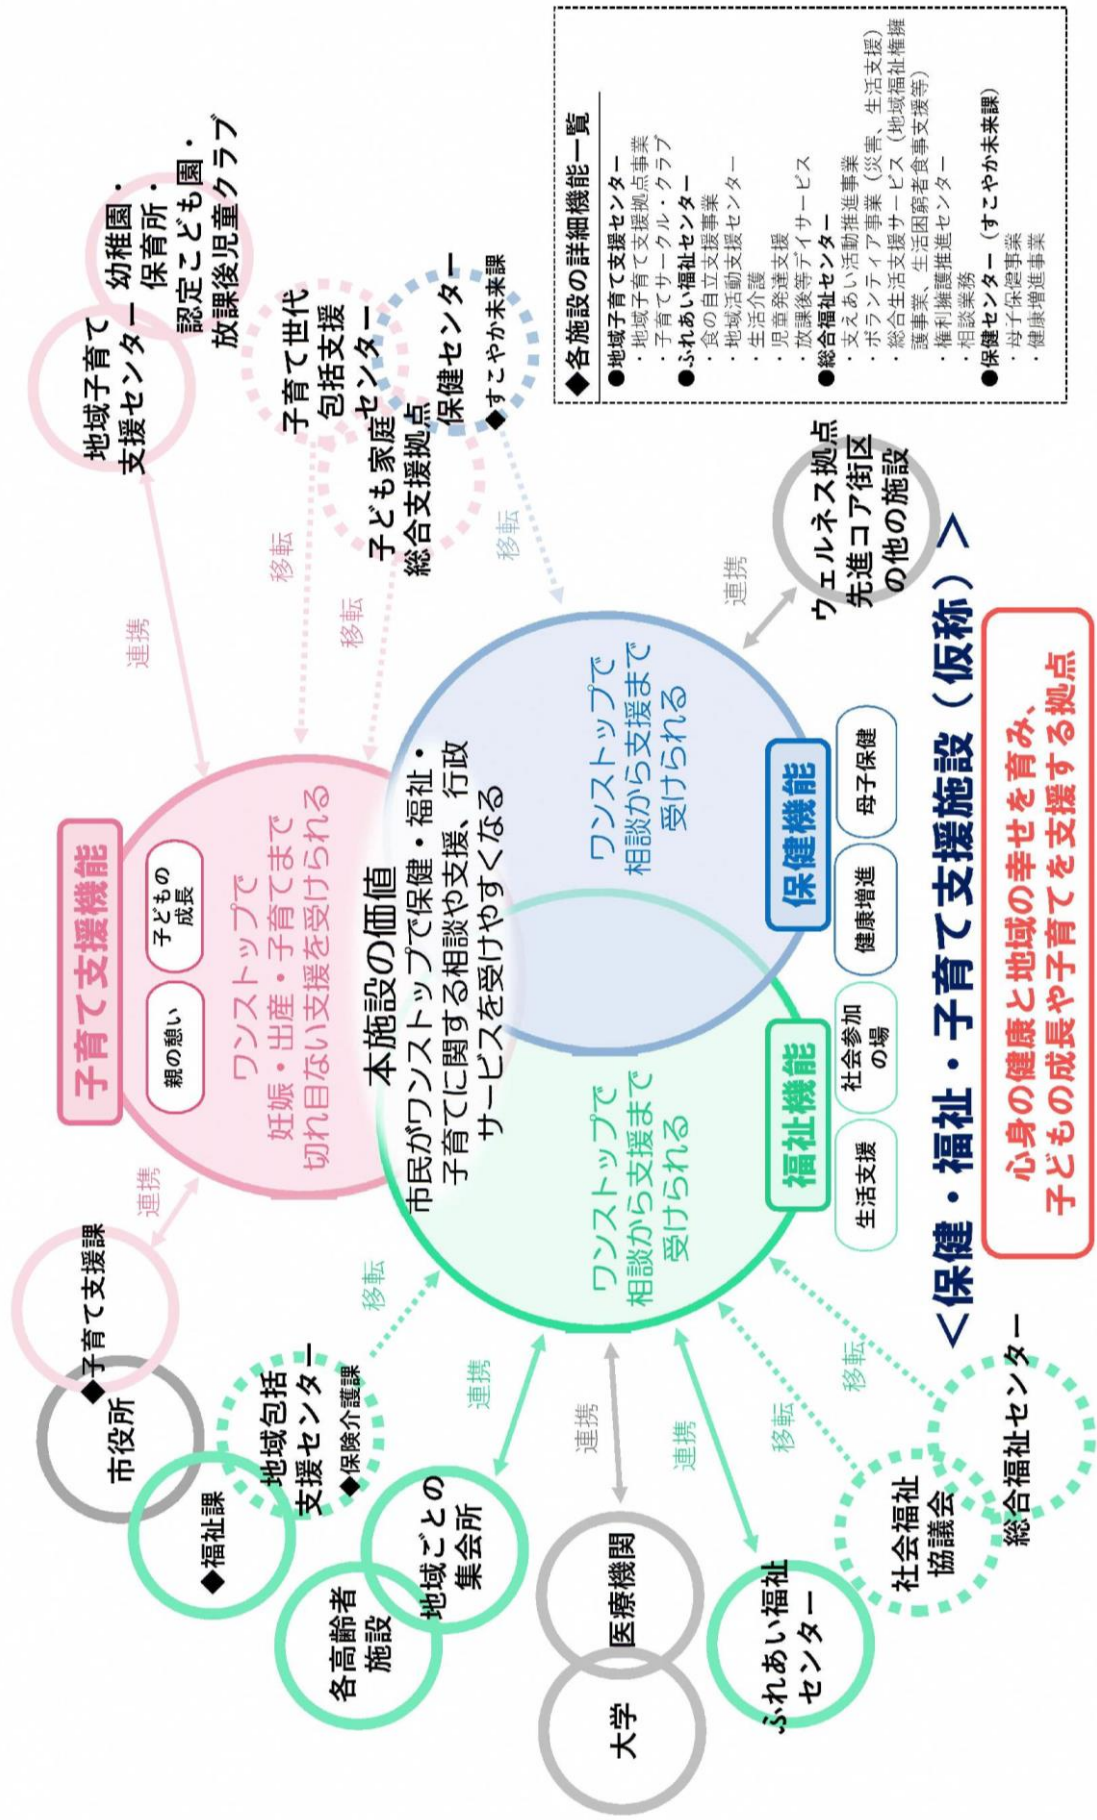 市役所
◆子育て支援課
◆福祉課
地域包括
支援センター
◆保険介護課
各高齢者
施設
地域ごとの
集会所
大学
医療機関
ふれあい福祉
センター
社会福祉
協議会
総合福祉センター
連携
移転
連携
連携
連携
移転
移転
子育て支援機能
親の憩い
子どもの
成長
ワンストップで
妊娠・出産・子育てまで
切れ目ない支援を受けられる
本施設の価値
市民がワンストップで保健・福祉・
子育てに関する相談や支援、行政
サービスを受けやすくなる
ワンストップで
相談から支援まで
受けられる
ワンストップで
相談から支援まで
受けられる
福祉機能
保健機能
生活支援
社会参加
の場
健康増進
母子保健
<保健・福祉・子育て支援施設（仮称）>
心身の健康と地域の幸せを育み、
子どもの成長や子育てを支援する拠点
連携
移転
移転
移転
連携
地域子育て
支援センター
幼稚園・
保育所・
認定こども園・
放課後児童クラブ
子育て世代
包括支援
センター
子ども家庭
総合支援拠点
保健センター
◆すこやか未来課
ウェルネス拠点
先進コア街区
の他の施設
◆各施設の詳細機能一覧
●地域子育て支援センター
・地域子育て支援拠点事業
・子育てサークル・クラブ
●ふれあい福祉センター
・食の自立支援事業
・地域活動支援センター
・生活介護
・児童発達支援
・放課後等デイサービス
●総合福祉センター
・支えあい活動推進事業
・ボランティア事業（災害、生活支援）
・総合生活支援サービス（地域福祉権擁
護事業、生活困窮者食事支援等）
・権利擁護推進センター
・相談業務
●保健センター（すこやか未来課）
・母子保健事業
・健康増進事業